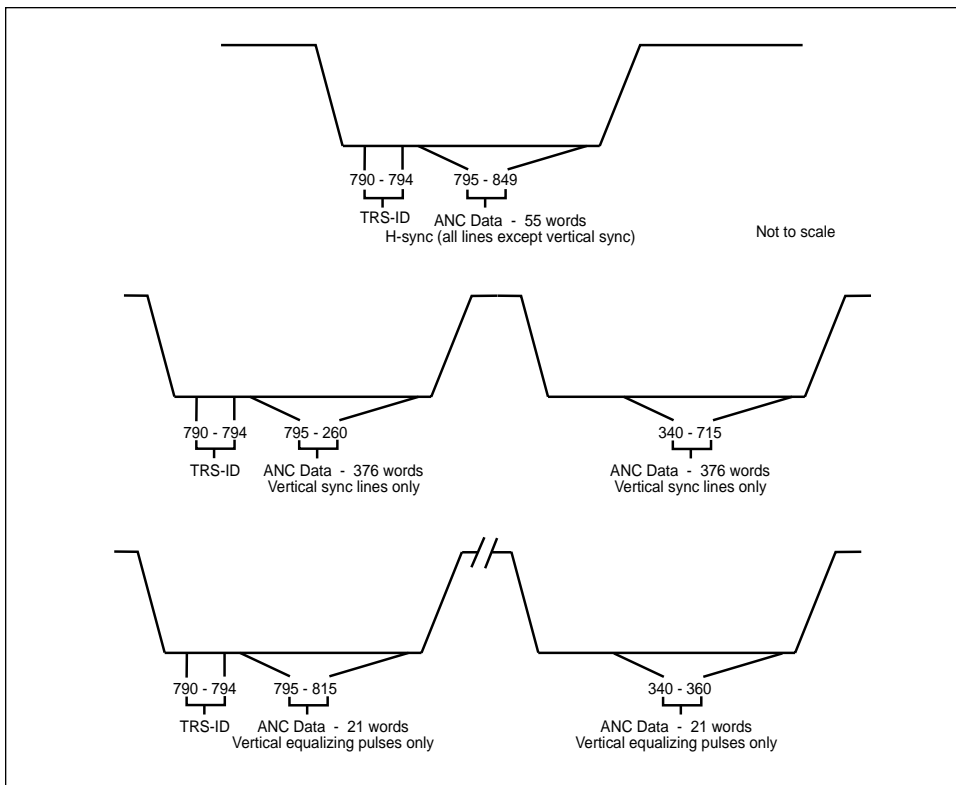 790 - 794
795 - 849
TRS-ID
ANC Data - 55 words
H-sync (all lines except vertical sync)
Not to scale
790 - 794
795 - 260
340 - 715
TRS-ID
ANC Data - 376 words
Vertical sync lines only
ANC Data - 376 words
Vertical sync lines only
790 - 794
795 - 815
340 - 360
TRS-ID
ANC Data - 21 words
Vertical equalizing pulses only
ANC Data - 21 words
Vertical equalizing pulses only